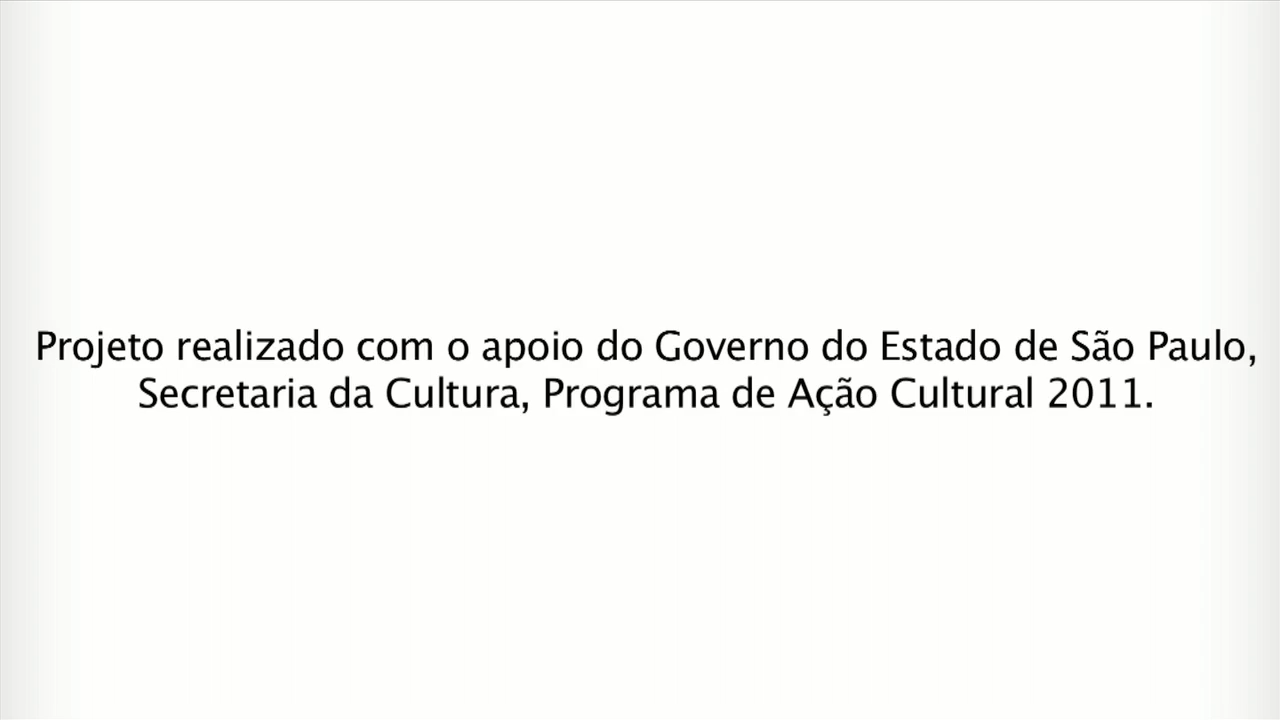 Projeto realizado com o apoio do Governo do Estado de São Paulo,
Secretaria da Cultura, Programa de Ação Cultural 2011.